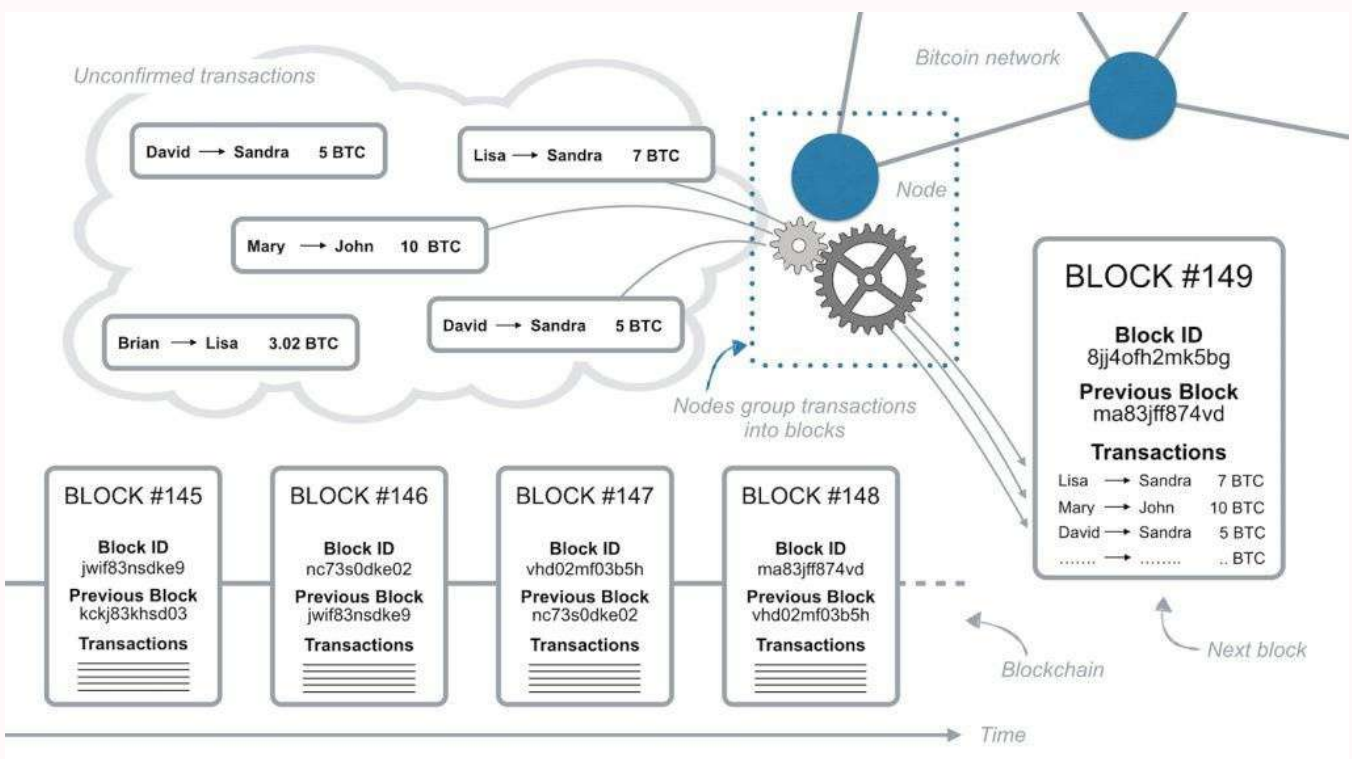 Unconfirmed transactions
Bitcoin network
David → Sandra 5 BTC
Lisa → Sandra 7 BTC
Node
Mary → John 10 BTC
David → Sandra 5 BTC
Brian → Lisa 3.02 BTC
Nodes group transactions
into blocks
BLOCK #149
Block ID
8jj4ofh2mk5bg
Previous Block
ma83jff874vd
Transactions
Lisa → Sandra 7 BTC
Mary → John 10 BTC
David → Sandra 5 BTC
....... → ........ .. BTC
BLOCK #145
Block ID
jwif83nsdke9
Previous Block
kckj83khsd03
Transactions
BLOCK #146
Block ID
nc73s0dke02
Previous Block
jwif83nsdke9
Transactions
BLOCK #147
Block ID
vhd02mf03b5h
Previous Block
nc73s0dke02
Transactions
BLOCK #148
Block ID
ma83jff874vd
Previous Block
vhd02mf03b5h
Transactions
Blockchain
Next block
Time